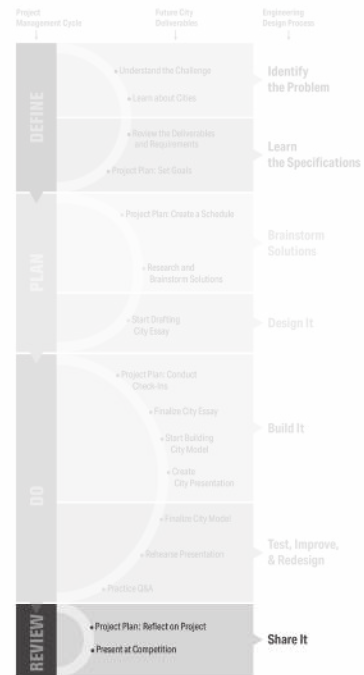 Project
Management Cycle
Future City
Deliverables
Engineering
Design Process
DEFINE
• Understand the Challenge
• Learn about Cities
Identify
the Problem
• Review the Deliverables
and Requirements
• Project Plan: Set Goals
Learn
the Specifications
PLAN
• Project Plan: Create a Schedule
• Research and
Brainstorm Solutions
Brainstorm
Solutions
• Start Drafting
City Essay
Design It
DO
• Project Plan: Conduct
Check-ins
• Finalize City Essay
• Start Building
City Model
• Create
City Presentation
Build It
• Finalize City Model
• Rehearse Presentation
• Practice Q&A
Test, Improve,
& Redesign
REVIEW
• Project Plan: Reflect on Project
• Present at Competition
Share It